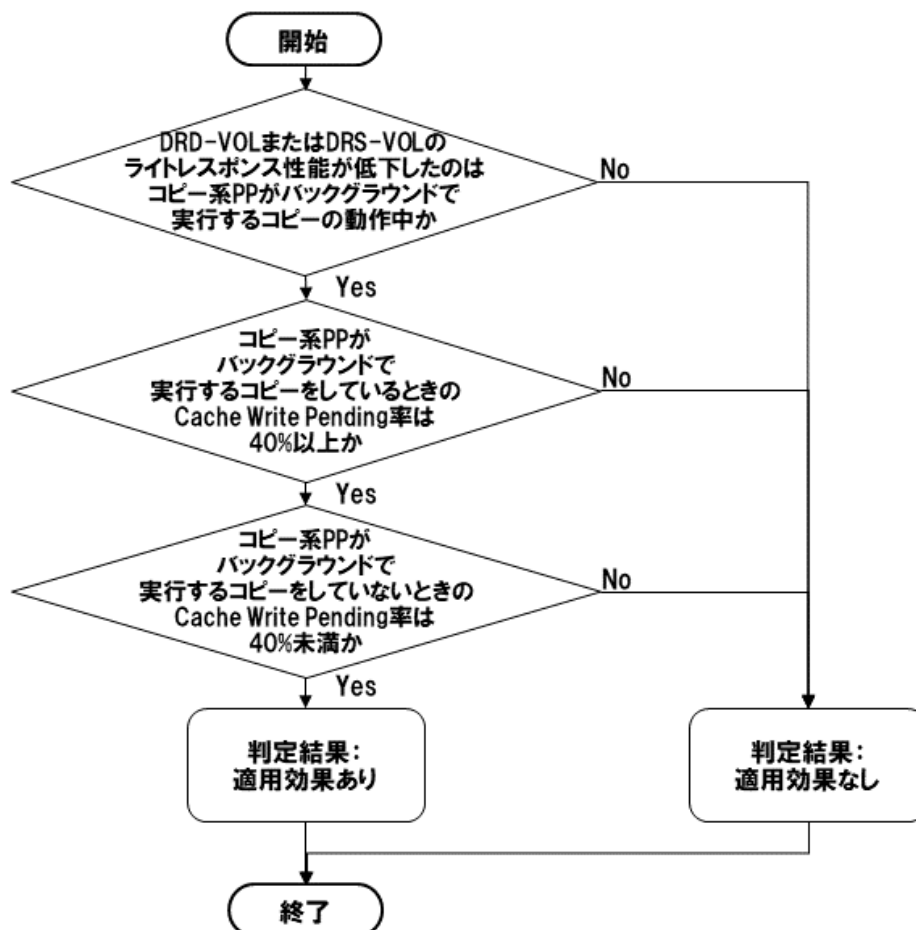 開始
DRD-VOLまたはDRS-VOLの
ライトレスポンス性能が低下したのは
コピー系PPがバックグラウンドで
実行するコピーの動作中か
No
Yes
コピー系PPが
バックグラウンドで
実行するコピーをしているときの
Cache Write Pending率は
40%以上か
No
Yes
コピー系PPが
バックグラウンドで
実行するコピーをしていないときの
Cache Write Pending率は
40%未満か
No
Yes
判定結果：
適用効果あり
判定結果：
適用効果なし
終了